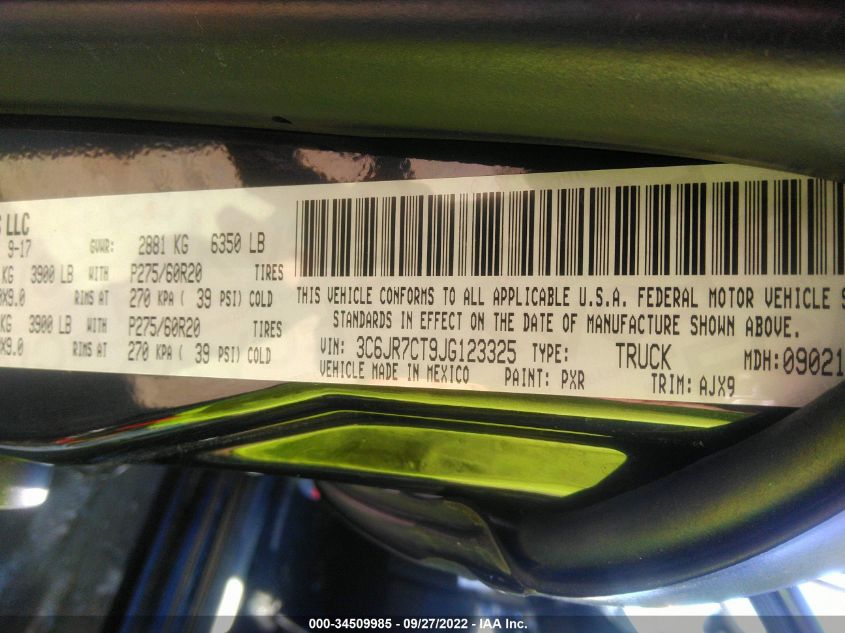 S LLC
9-17 GVWR: 2881 KG 6350 LB
KG 3900 LB WITH P275/60R20 TIRES
X9.0 RIMS AT 270 KPA ( 39 PSI) COLD
KG 3900 LB WITH P275/60R20 TIRES
X9.0 RIMS AT 270 KPA ( 39 PSI) COLD
THIS VEHICLE CONFORMS TO ALL APPLICABLE U.S.A. FEDERAL MOTOR VEHICLE S
STANDARDS IN EFFECT ON THE DATE OF MANUFACTURE SHOWN ABOVE.
VIN: 3C6JR7CT9JG123325 TYPE: TRUCK MDH: 09021
VEHICLE MADE IN MEXICO PAINT: PXR TRIM: AJX9
000-34509985 - 09/27/2022 - IAA Inc.